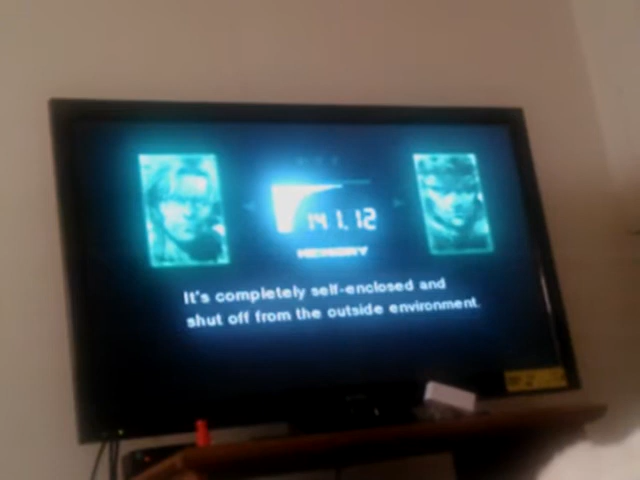 141.12
MEMORY
It's completely self-enclosed and
shut off from the outside environment.